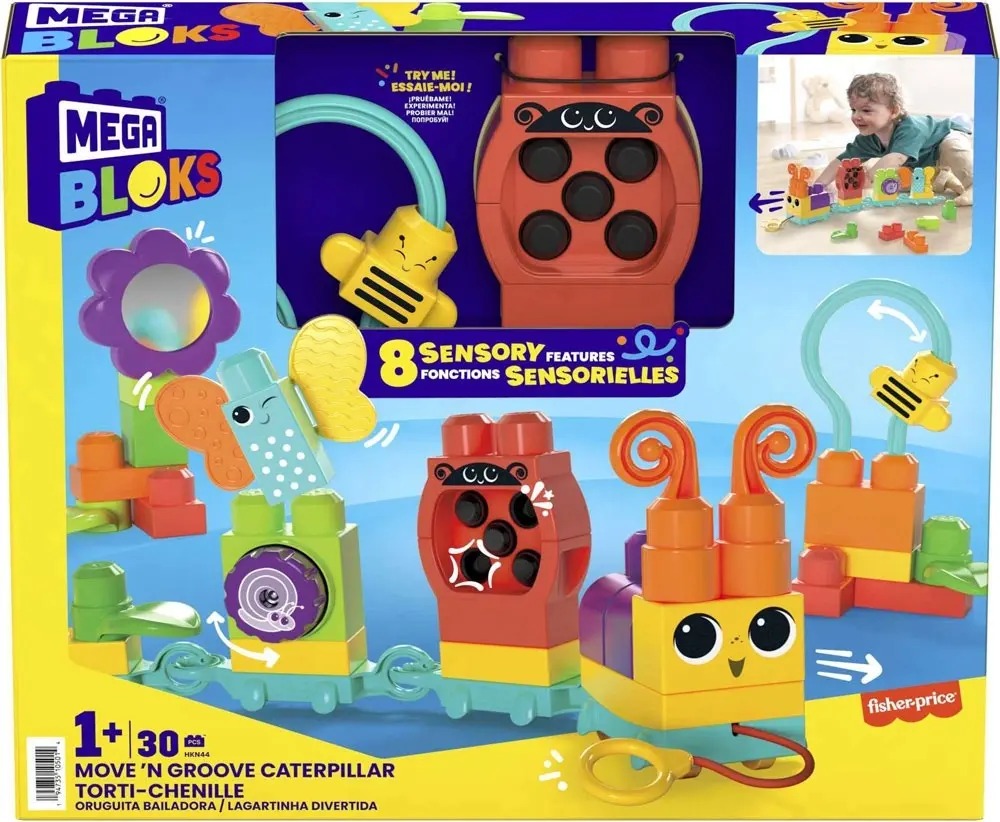 MEGA
BLOKS
MEGA
BLOKS
TRY ME!
ESSAIE-MOI !
¡PRUÉBAME!
EXPERIMENTA!
PROBIER MAL!
ПОПРОБУЙ!
8 SENSORY FEATURES
FONCTIONS SENSORIELLES
fisher-price
1+ 30 PCS
HKN44
MOVE 'N GROOVE CATERPILLAR
TORTI-CHENILLE
ORUGUITA BAILADORA / LAGARTINHA DIVERTIDA